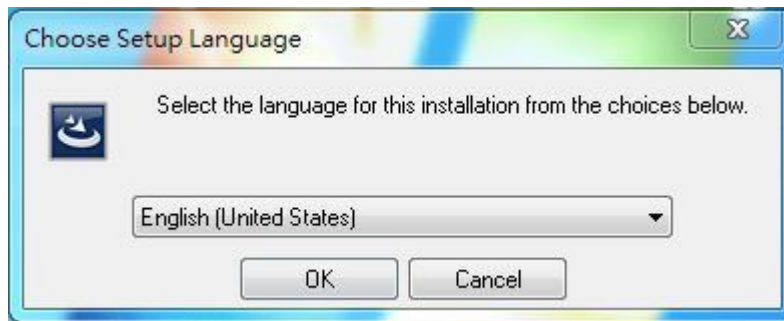 Choose Setup Language
Select the language for this installation from the choices below.
English (United States)
OK
Cancel